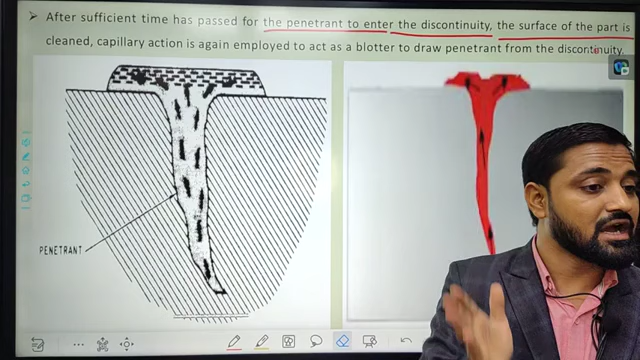 ➤ After sufficient time has passed for the penetrant to enter the discontinuity, the surface of the part is
cleaned, capillary action is again employed to act as a blotter to draw penetrant from the discontinuity.
PENETRANT